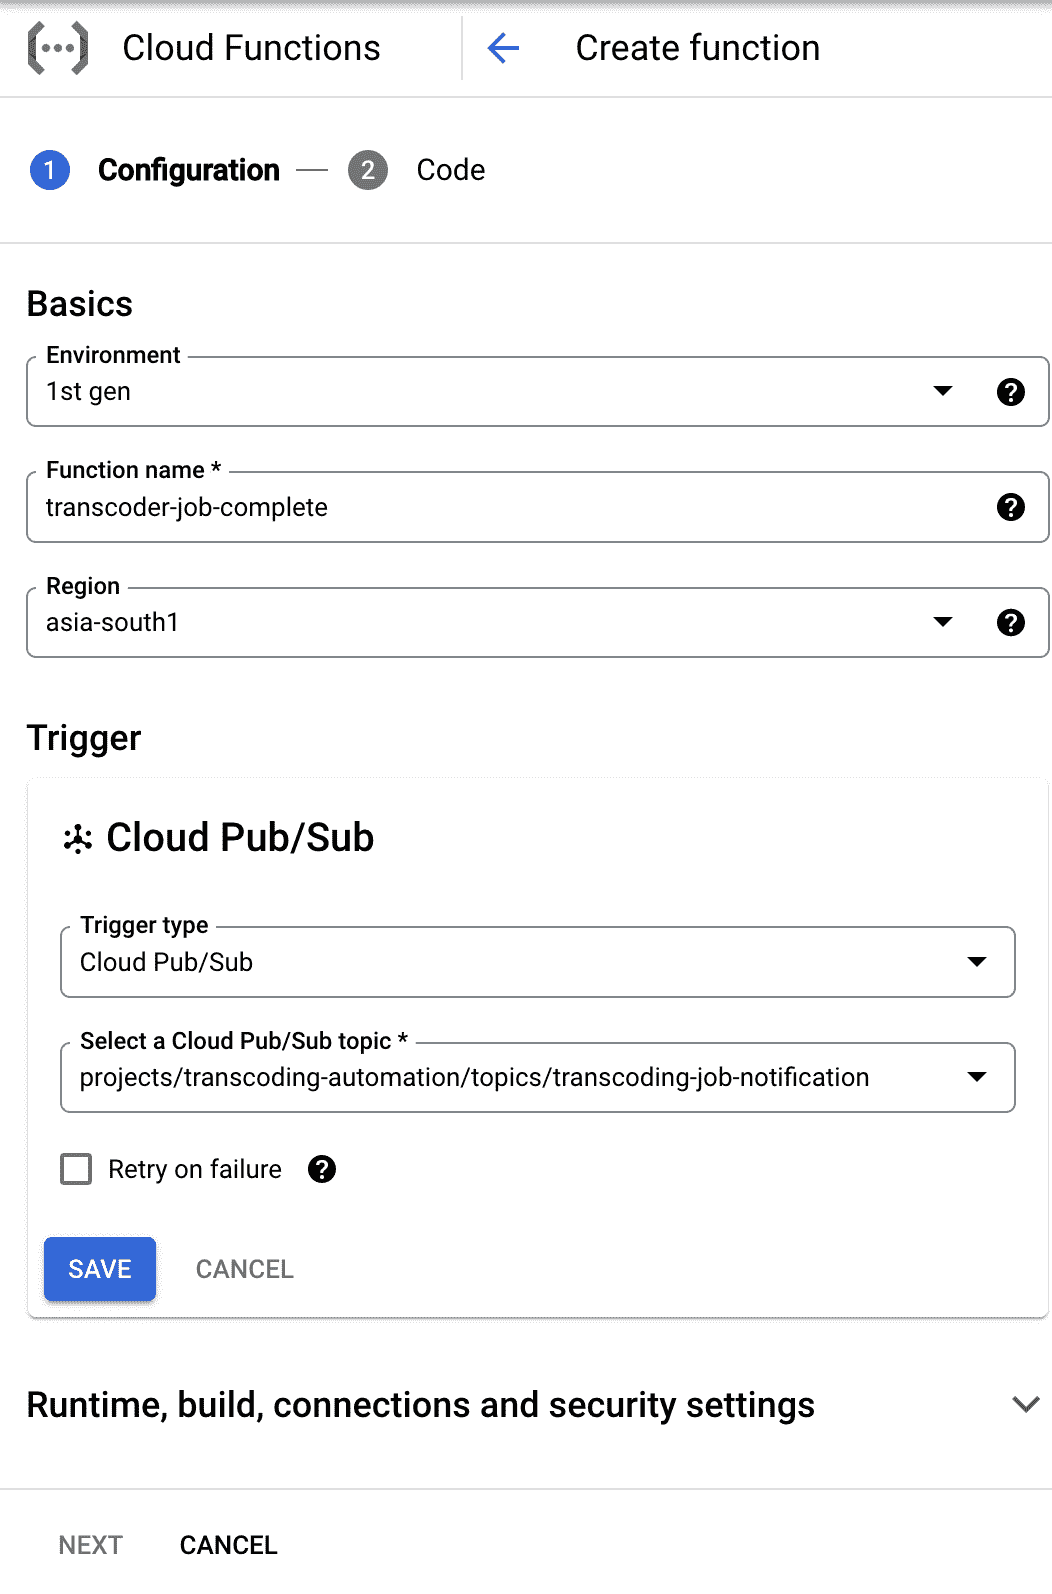 Cloud Functions
Create function
1 Configuration — 2 Code
Basics
Environment
1st gen
Function name *
transcoder-job-complete
Region
asia-south1
Trigger
Cloud Pub/Sub
Trigger type
Cloud Pub/Sub
Select a Cloud Pub/Sub topic *
projects/transcoding-automation/topics/transcoding-job-notification
Retry on failure
SAVE CANCEL
Runtime, build, connections and security settings
NEXT CANCEL